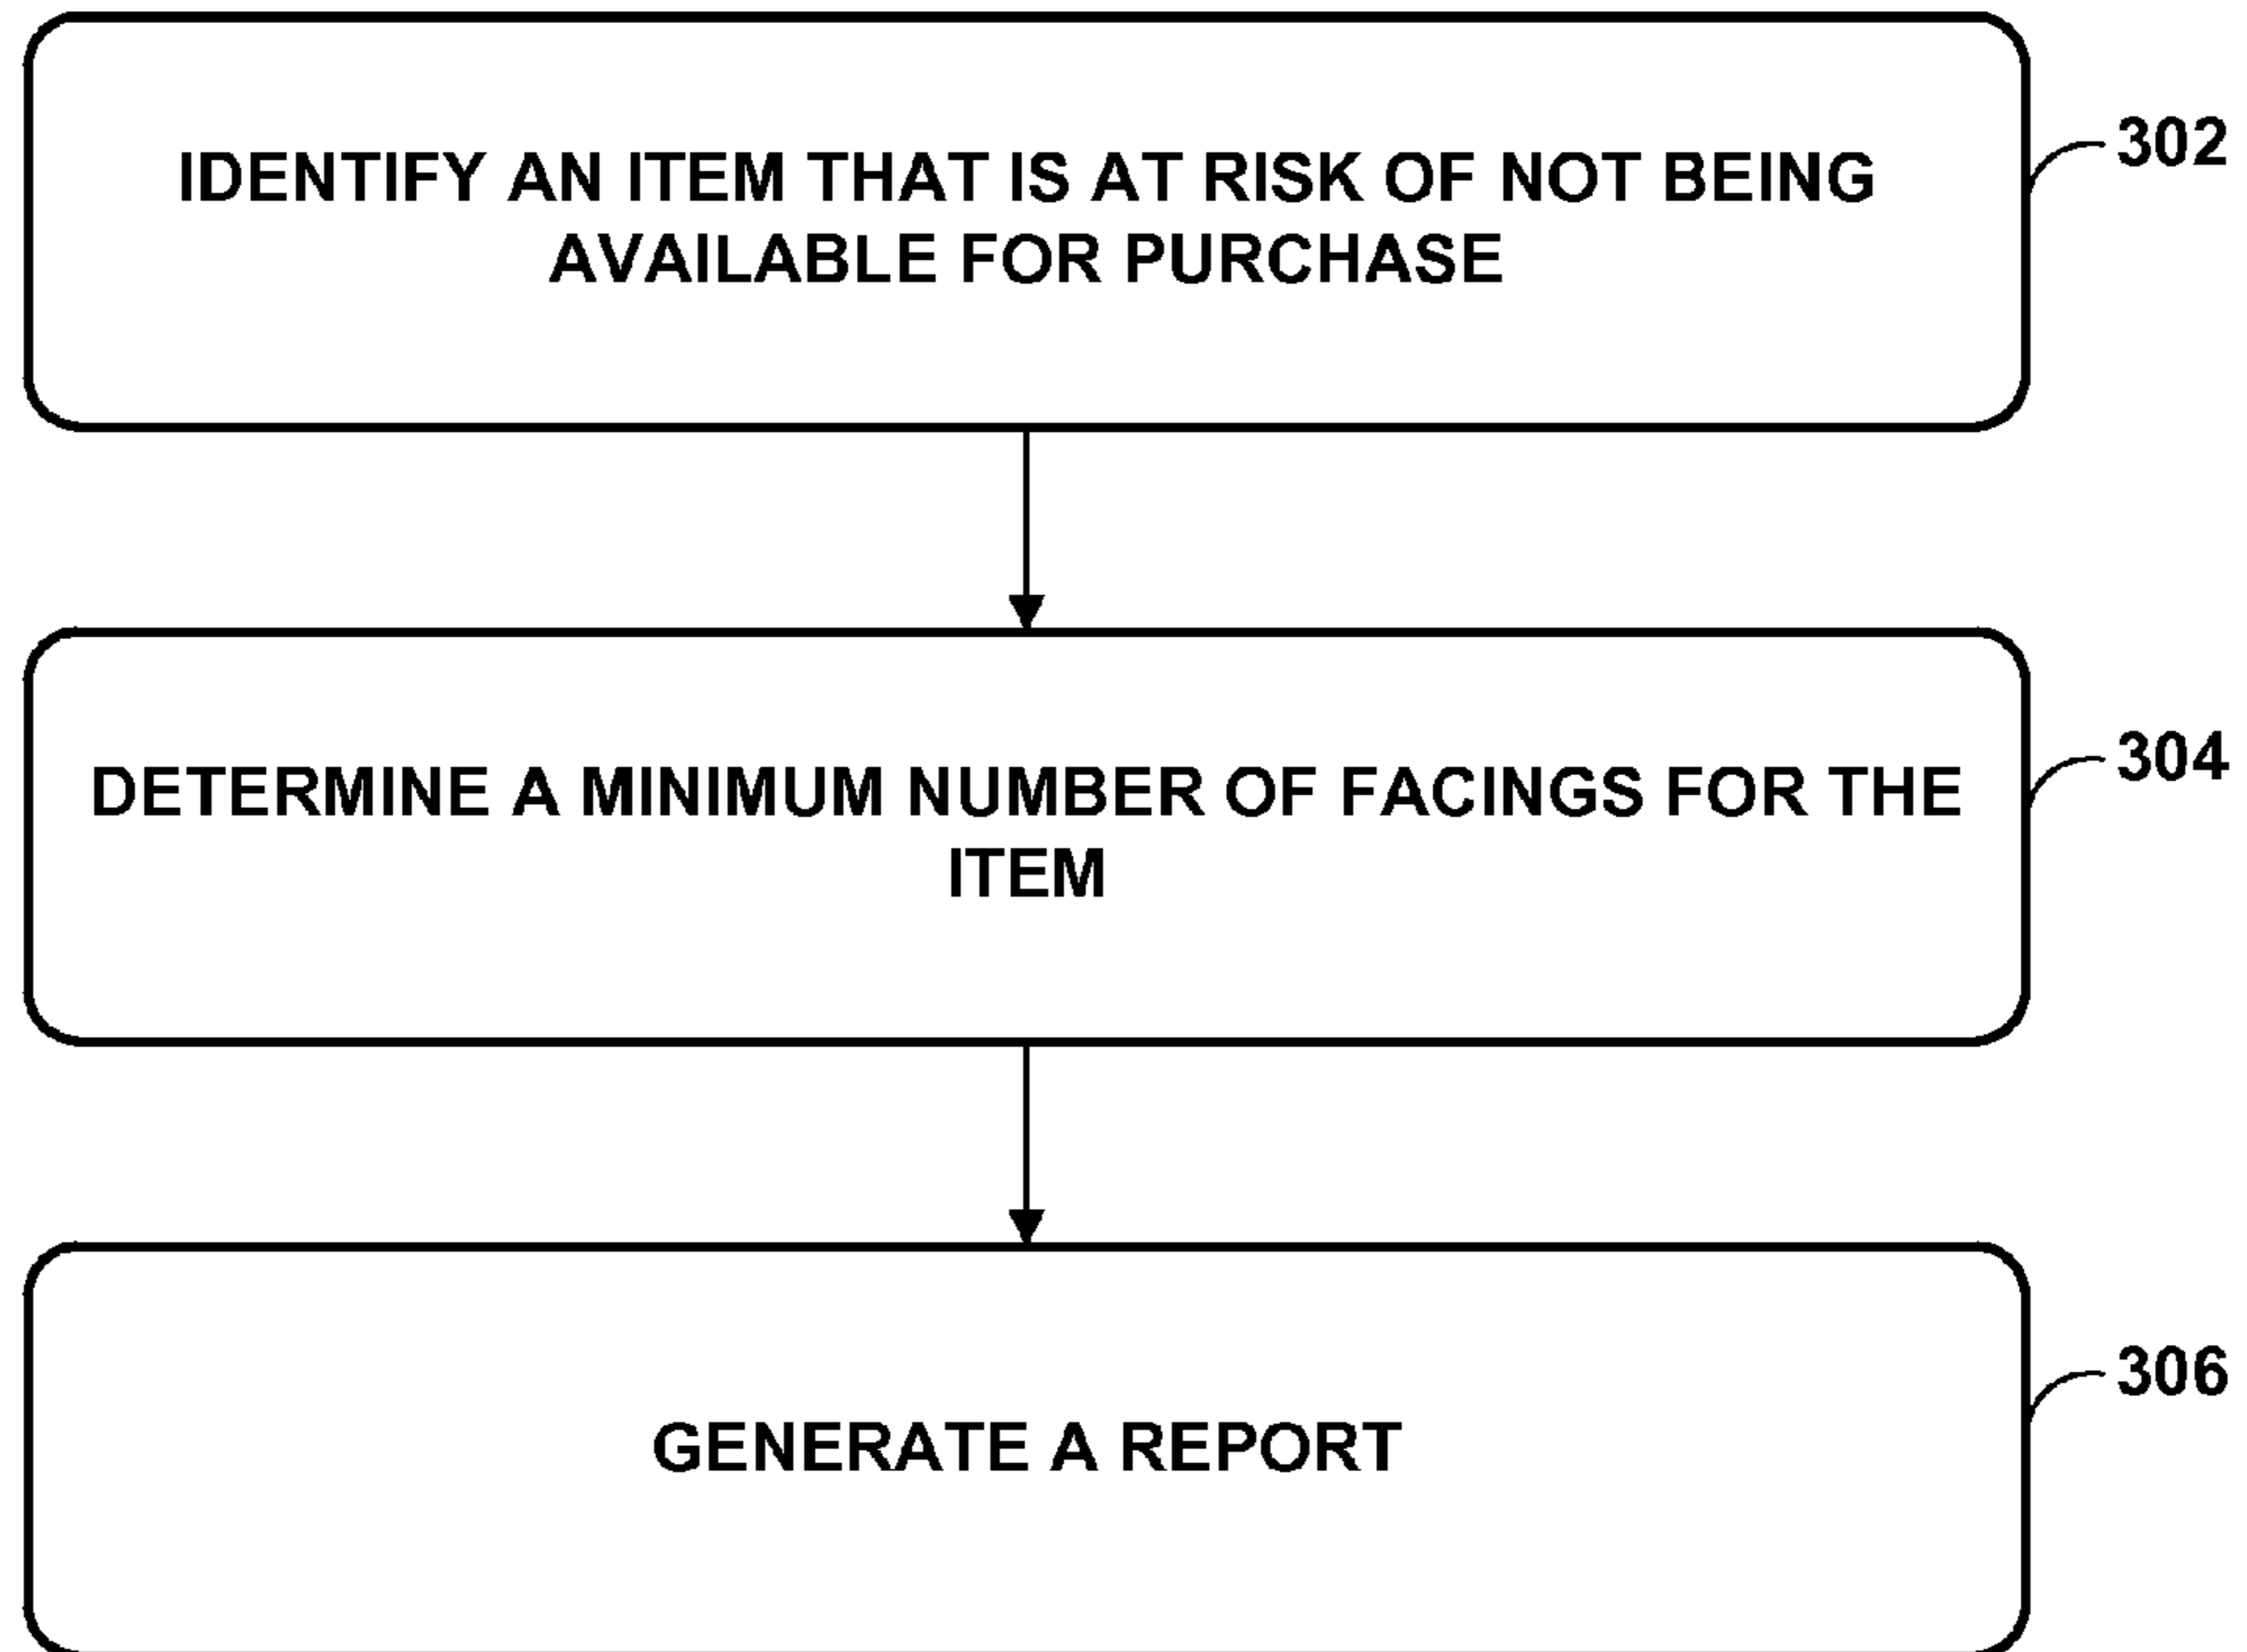 IDENTIFY AN ITEM THAT IS AT RISK OF NOT BEING
AVAILABLE FOR PURCHASE
302
DETERMINE A MINIMUM NUMBER OF FACINGS FOR THE
ITEM
304
GENERATE A REPORT
306